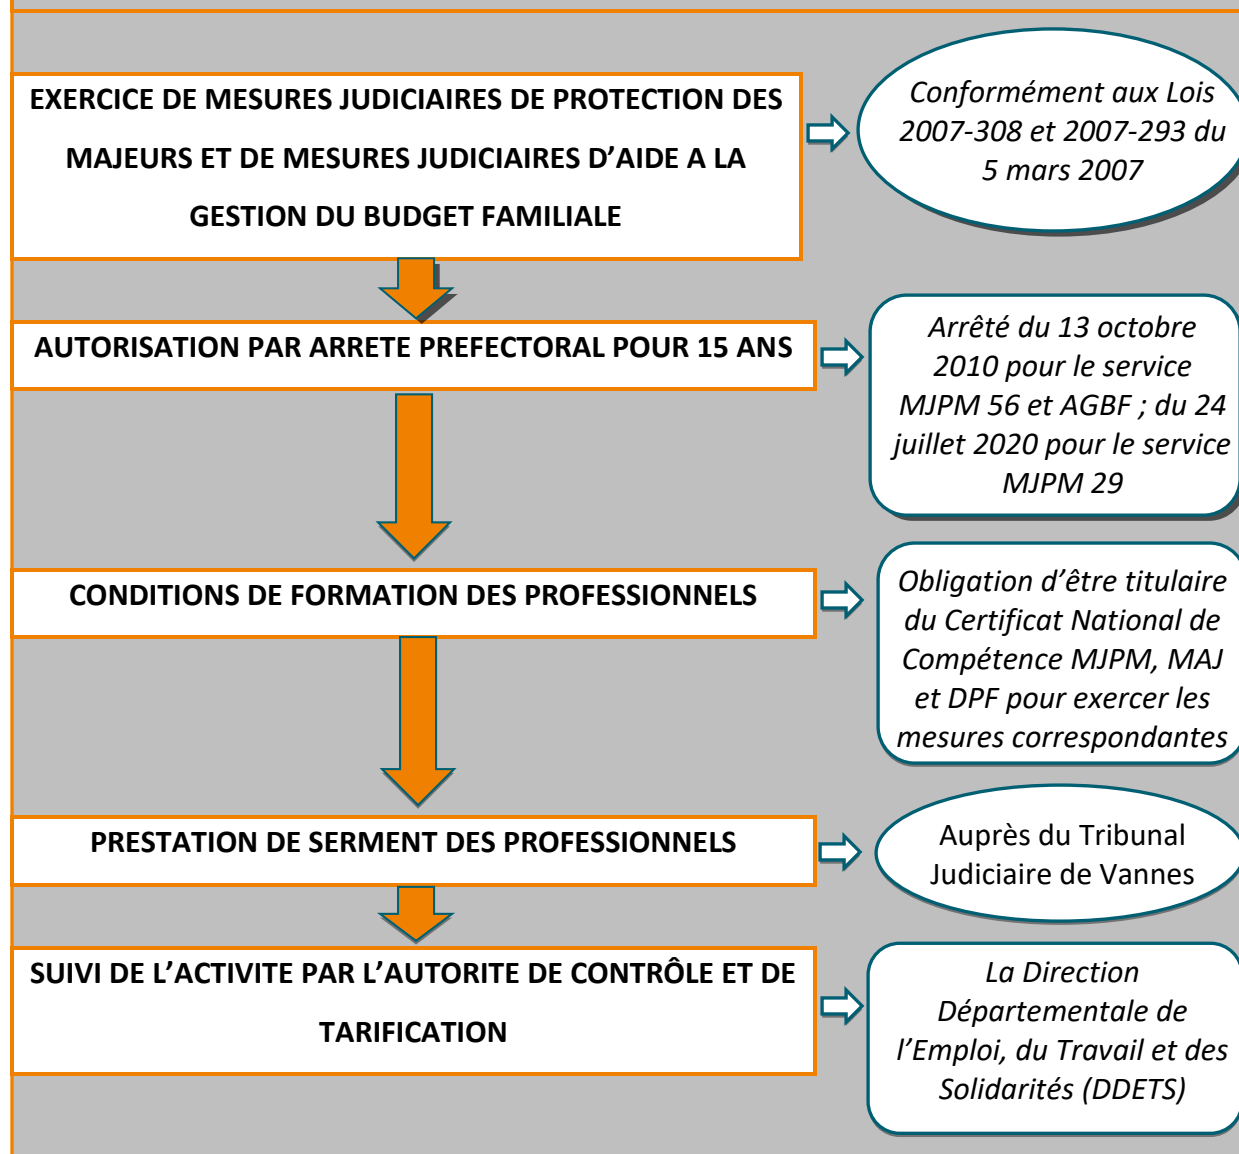 EXERCICE DE MESURES JUDICIAIRES DE PROTECTION DES
MAJEURS ET DE MESURES JUDICIAIRES D’AIDE A LA
GESTION DU BUDGET FAMILIALE
Conformément aux Lois
2007-308 et 2007-293 du
5 mars 2007
AUTORISATION PAR ARRETE PREFECTORAL POUR 15 ANS
Arrêté du 13 octobre
2010 pour le service
MJPM 56 et AGBF ; du 24
juillet 2020 pour le service
MJPM 29
CONDITIONS DE FORMATION DES PROFESSIONNELS
Obligation d’être titulaire
du Certificat National de
Compétence MJPM, MAJ
et DPF pour exercer les
mesures correspondantes
PRESTATION DE SERMENT DES PROFESSIONNELS
Auprès du Tribunal
Judiciaire de Vannes
SUIVI DE L’ACTIVITE PAR L’AUTORITE DE CONTRÔLE ET DE
TARIFICATION
La Direction
Départementale de
l’Emploi, du Travail et des
Solidarités (DDETS)